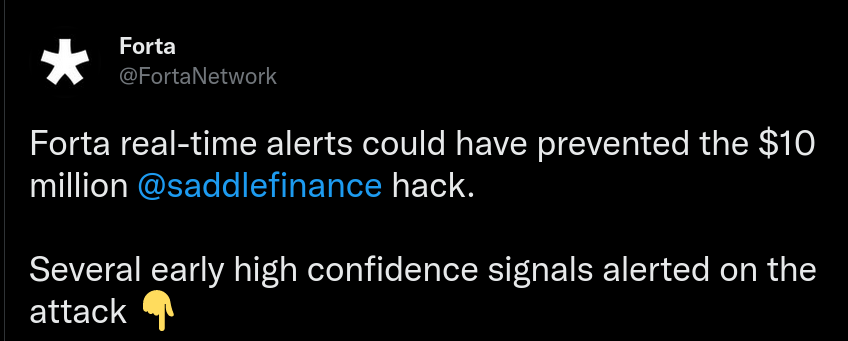 Forta
@FortaNetwork
Forta real-time alerts could have prevented the $10
million @saddlefinance hack.
Several early high confidence signals alerted on the
attack 👇